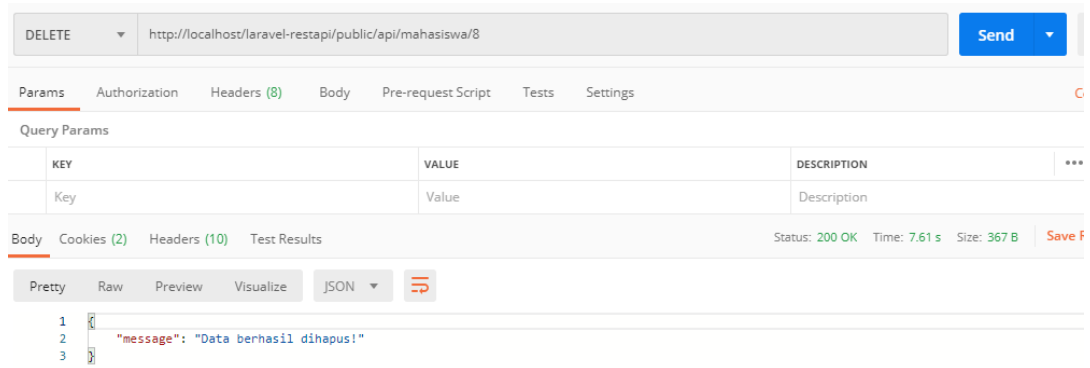 DELETE http://localhost/laravel-restapi/public/api/mahasiswa/8 Send
Params Authorization Headers (8) Body Pre-request Script Tests Settings
Query Params
KEY VALUE DESCRIPTION
Key Value Description
Body Cookies (2) Headers (10) Test Results Status: 200 OK Time: 7.61 s Size: 367 B Save
Pretty Raw Preview Visualize JSON
1 {
2 "message": "Data berhasil dihapus!"
3 }